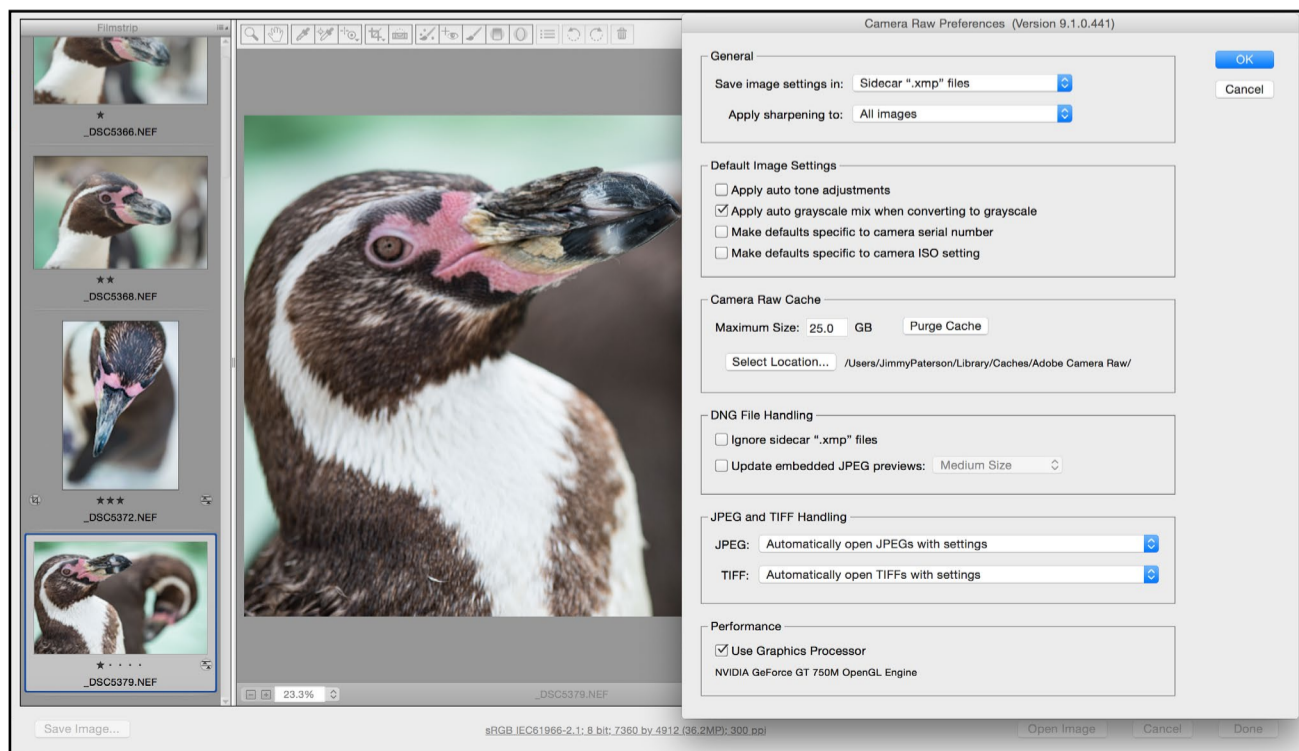 Filmstrip
★
_DSC5366.NEF
★★
_DSC5368.NEF
★★★
_DSC5372.NEF
★ · · · ·
_DSC5379.NEF
23.3%
_DSC5379.NEF
Save Image...
sRGB IEC61966-2.1; 8 bit; 7360 by 4912 (36.2MP); 300 ppi
Open Image
Cancel
Done
Camera Raw Preferences (Version 9.1.0.441)
OK
Cancel
General
Save image settings in: Sidecar “.xmp” files
Apply sharpening to: All images
Default Image Settings
Apply auto tone adjustments
Apply auto grayscale mix when converting to grayscale
Make defaults specific to camera serial number
Make defaults specific to camera ISO setting
Camera Raw Cache
Maximum Size: 25.0 GB Purge Cache
Select Location... /Users/JimmyPaterson/Library/Caches/Adobe Camera Raw/
DNG File Handling
Ignore sidecar “.xmp” files
Update embedded JPEG previews: Medium Size
JPEG and TIFF Handling
JPEG: Automatically open JPEGs with settings
TIFF: Automatically open TIFFs with settings
Performance
Use Graphics Processor
NVIDIA GeForce GT 750M OpenGL Engine